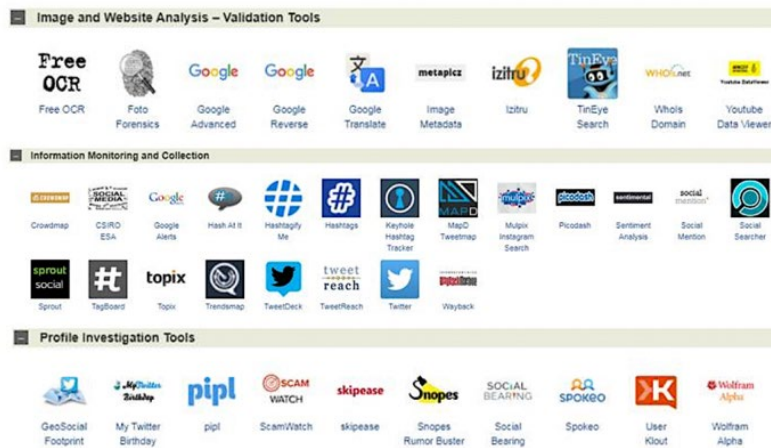 Image and Website Analysis – Validation Tools
Free OCR
Google
Google
metapicz
izitru
TinEye
WHOis.net
Free OCR
Foto Forensics
Google Advanced
Google Reverse
Google Translate
Image Metadata
Izitru
TinEye Search
WhoIs Domain
Youtube Data Viewer
Information Monitoring and Collection
CROWDMAP
SOCIAL MEDIA
Google
MAPD
mulpix
picodash
sentimental
social mention*
Crowdmap
CSIRO ESA
Google Alerts
Hash At It
Hashtagify Me
Hashtags
Keyhole Hashtag Tracker
MapD Tweetmap
Mulpix Instagram Search
Picodash
Sentiment Analysis
Social Mention
Social Searcher
sprout social
topix
tweet reach
Sprout
TagBoard
Topix
Trendsmap
TweetDeck
TweetReach
Twitter
Wayback
Profile Investigation Tools
My Twitter Birthday
pipl
SCAM WATCH
skipease
Snopes
SOCIAL BEARING
SPOKEO
K
Wolfram Alpha
GeoSocial Footprint
My Twitter Birthday
pipl
ScamWatch
skipease
Snopes Rumor Buster
Social Bearing
Spokeo
User Klout
Wolfram Alpha